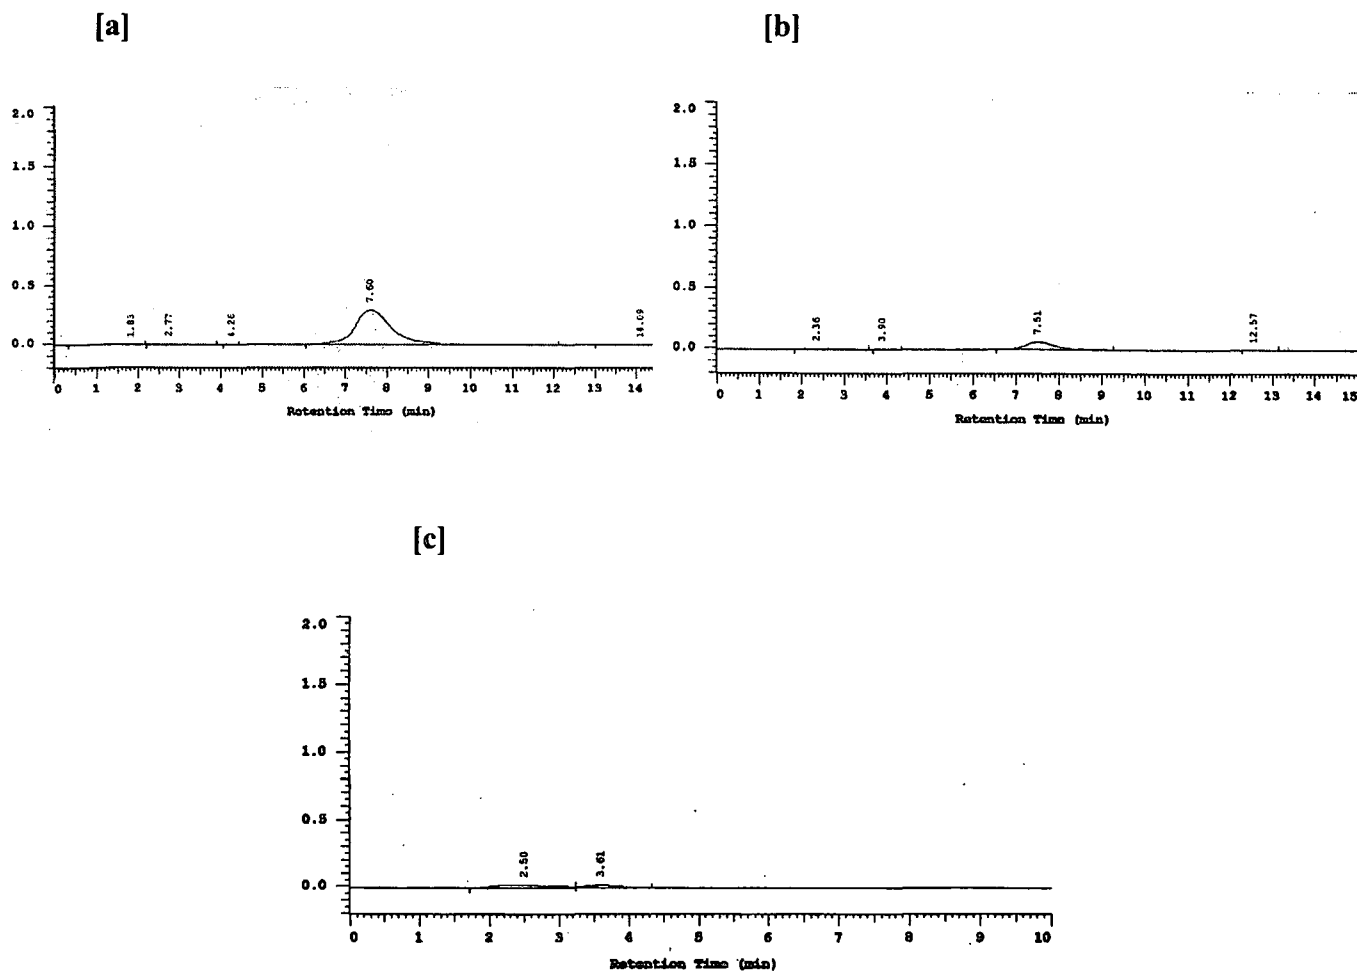 [a]
2.0
1.5
1.0
0.5
0.0
1.83
2.77
4.26
7.60
14.09
0 1 2 3 4 5 6 7 8 9 10 11 12 13 14
Retention Time (min)
[b]
2.0
1.5
1.0
0.5
0.0
2.36
3.90
7.51
12.57
0 1 2 3 4 5 6 7 8 9 10 11 12 13 14 15
Retention Time (min)
[c]
2.0
1.5
1.0
0.5
0.0
2.50
3.61
0 1 2 3 4 5 6 7 8 9 10
Retention Time (min)